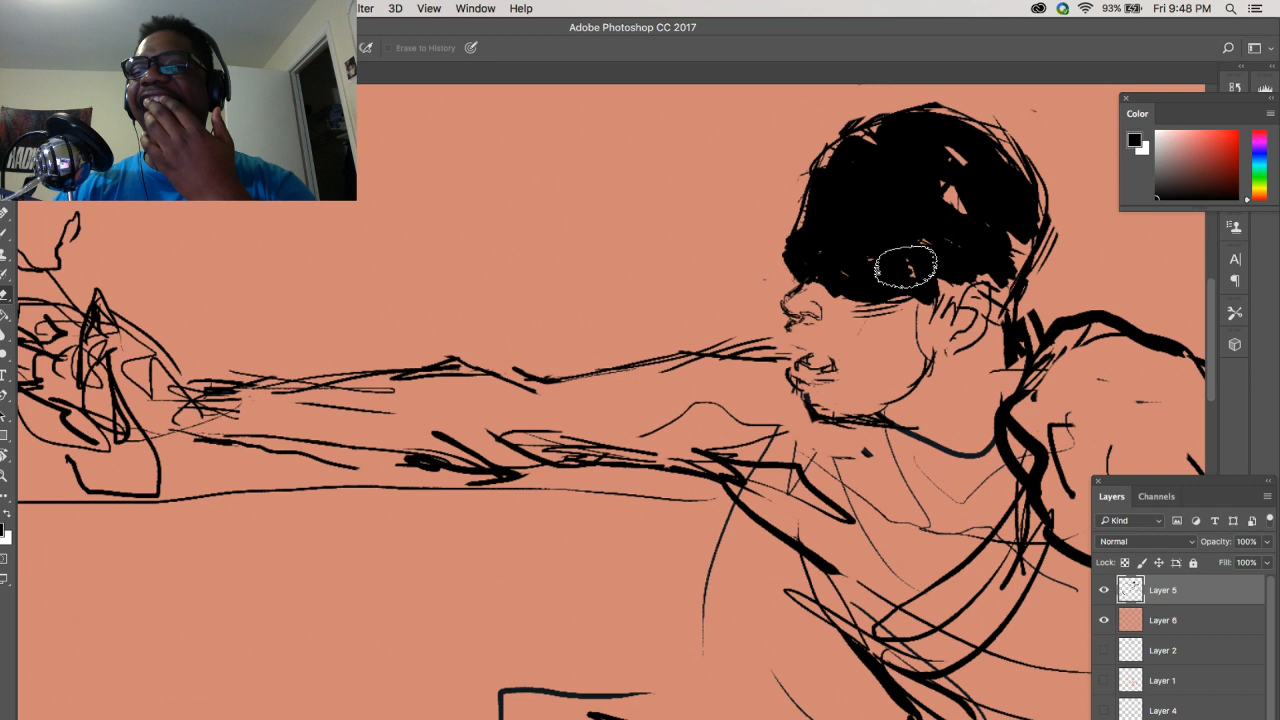 lter 3D View Window Help 93% Fri 9:48 PM
Adobe Photoshop CC 2017
Erase to History
Color
RADI
Layers Channels
Kind
Normal Opacity: 100%
Lock: Fill: 100%
Layer 5
Layer 6
Layer 2
Layer 1
Layer 4